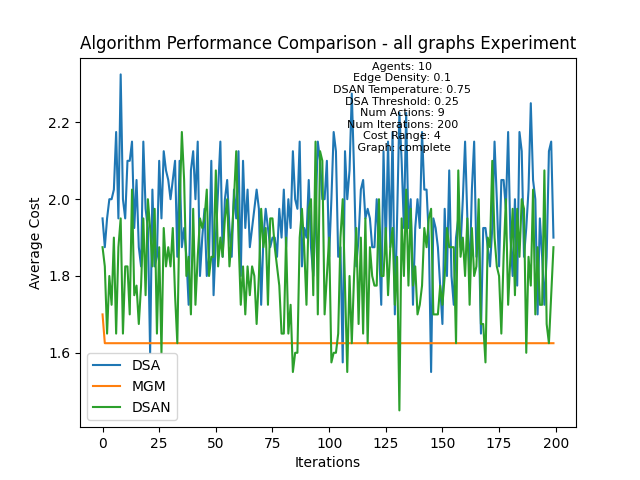 Algorithm Performance Comparison - all graphs Experiment
Agents: 10
Edge Density: 0.1
DSAN Temperature: 0.75
DSA Threshold: 0.25
Num Actions: 9
Num Iterations: 200
Cost Range: 4
Graph: complete
Average Cost
2.2
2.0
1.8
1.6
DSA
MGM
DSAN
0
25
50
75
100
125
150
175
200
Iterations